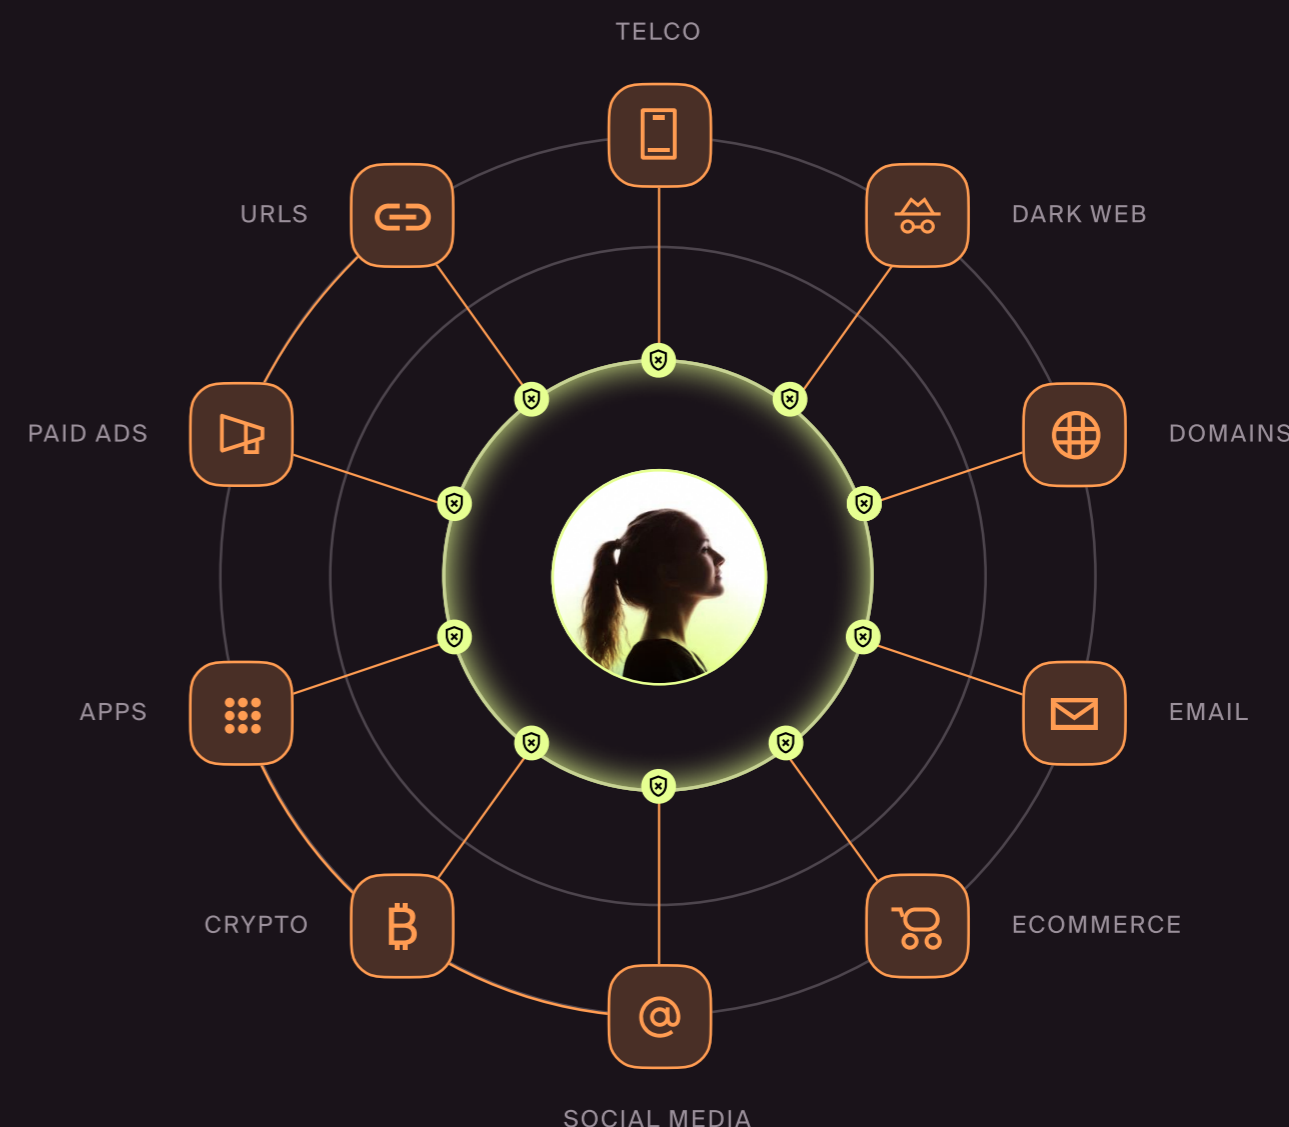 TELCO
URLS
DARK WEB
PAID ADS
DOMAINS
APPS
EMAIL
CRYPTO
ECOMMERCE
SOCIAL MEDIA